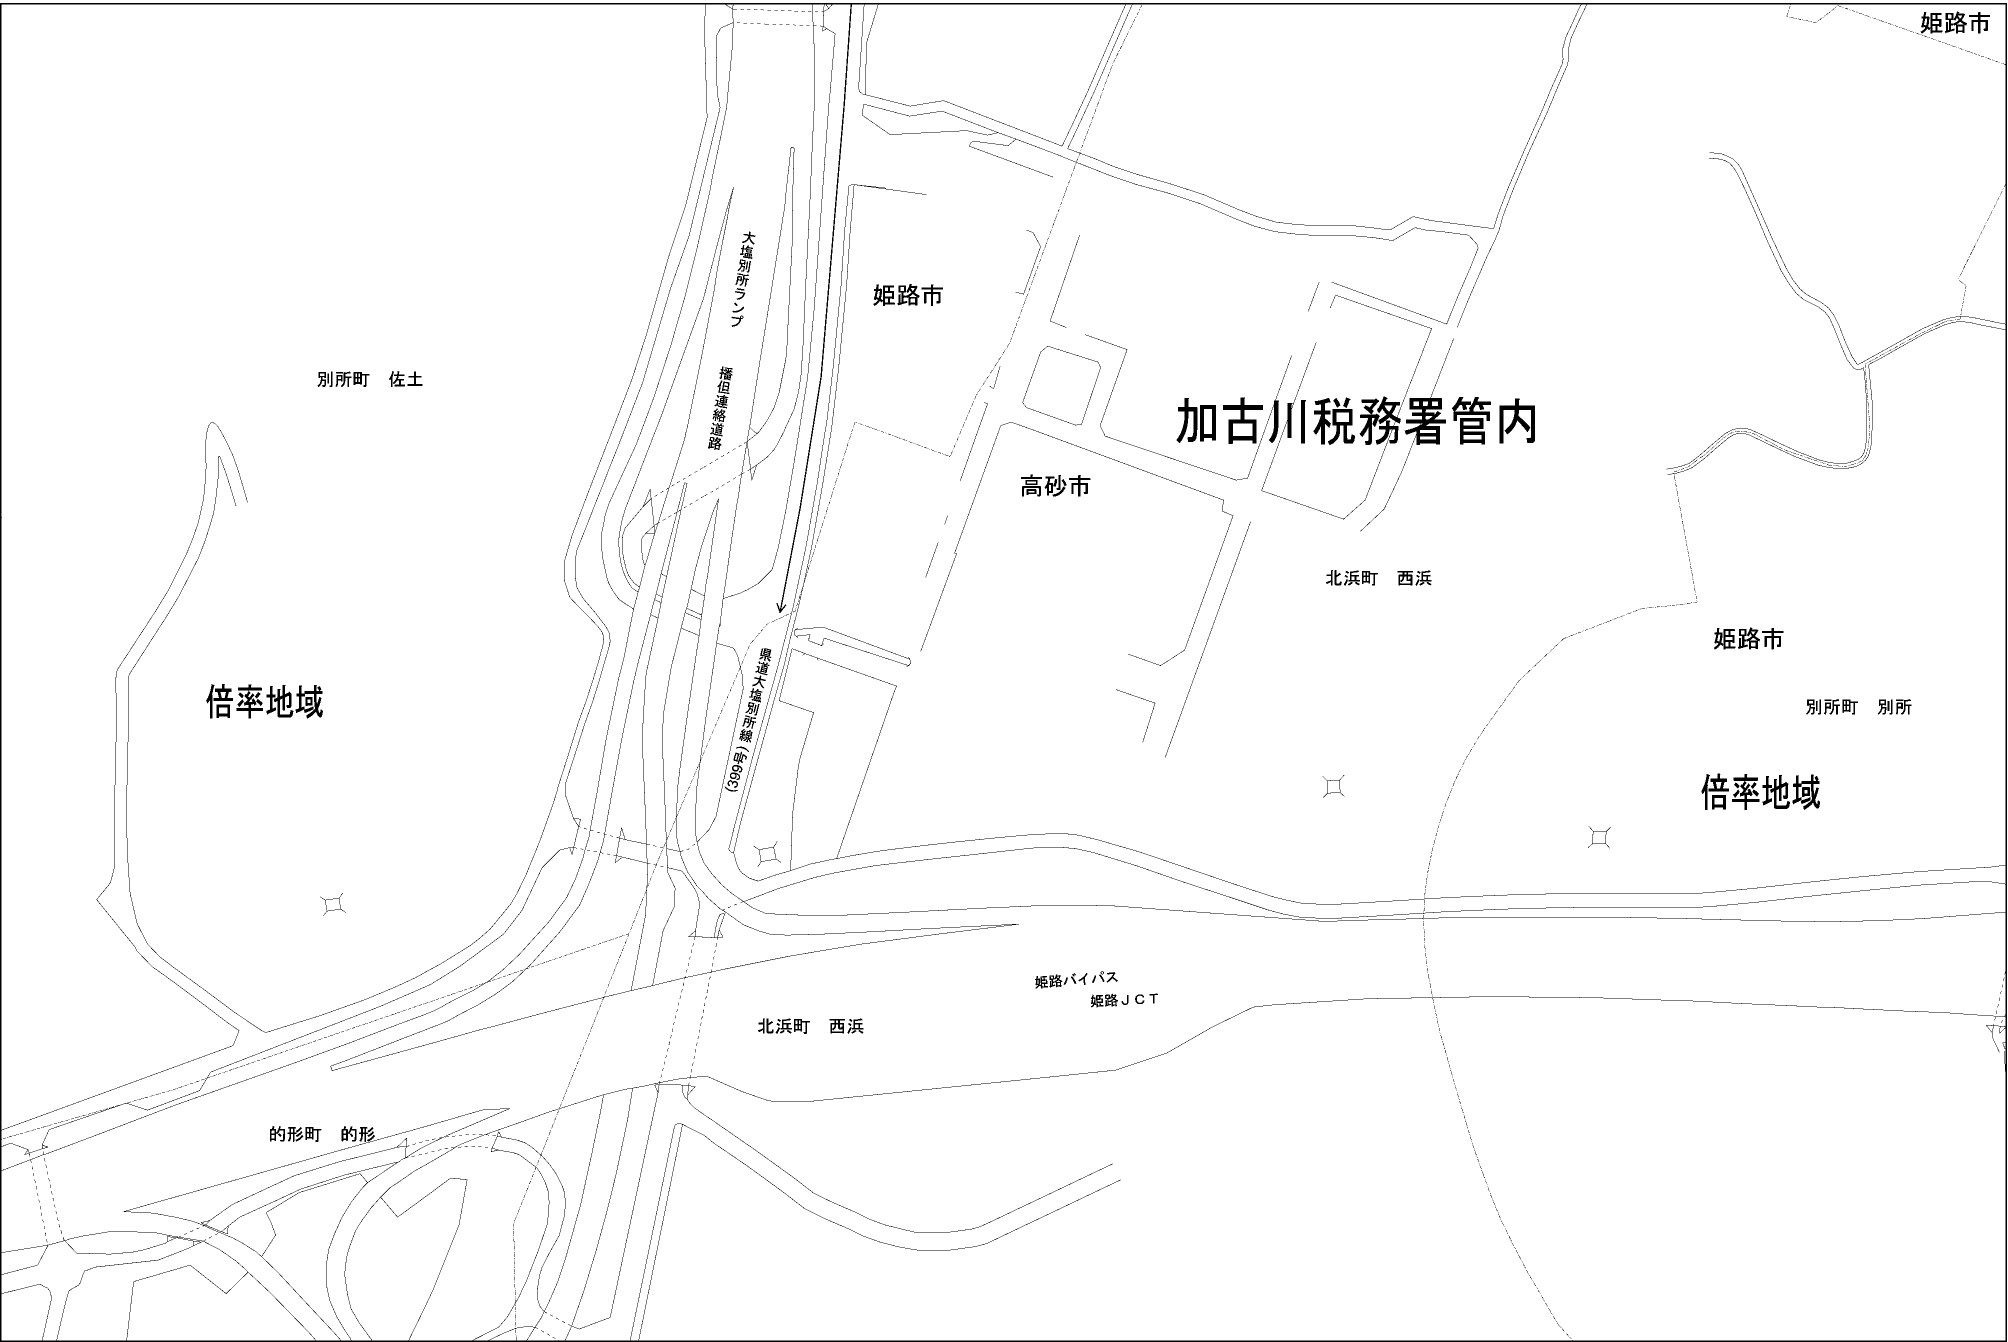 姫路市
大塩別所ランプ
姫路市
別所町　佐土
播但連絡道路
加古川税務署管内
高砂市
北浜町　西浜
姫路市
県道大塩別所線(399号)
倍率地域
別所町　別所
倍率地域
姫路バイパス
姫路ＪＣＴ
北浜町　西浜
的形町　的形